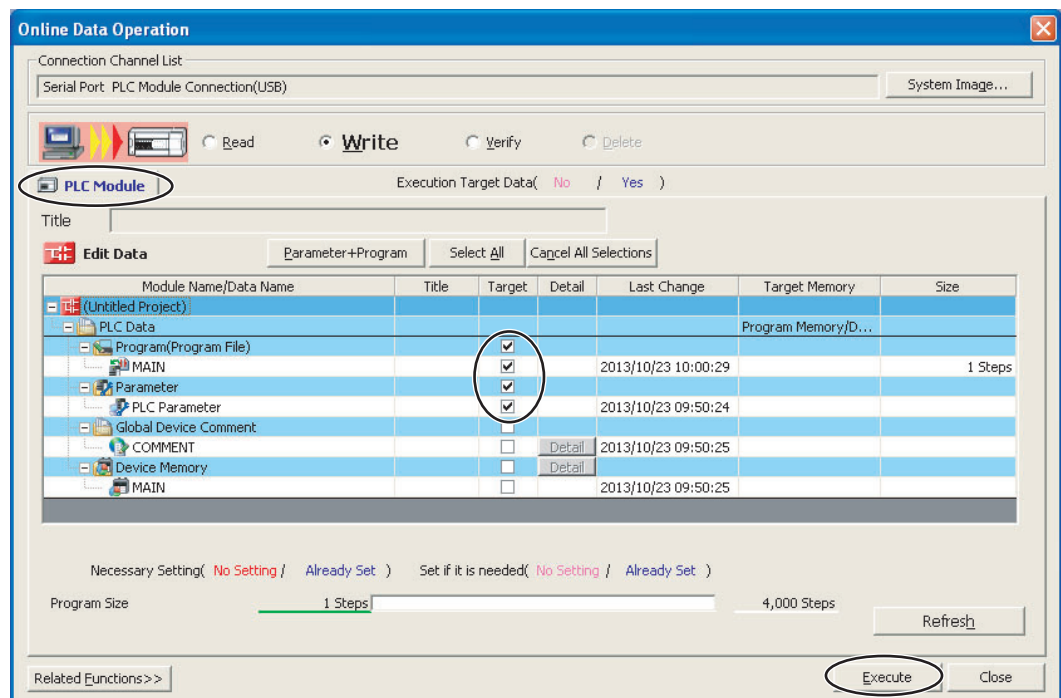 Online Data Operation
Connection Channel List
Serial Port PLC Module Connection(USB)
System Image...
Read
Write
Verify
Delete
PLC Module
Execution Target Data( No / Yes )
Title
Edit Data
Parameter+Program
Select All
Cancel All Selections
Module Name/Data Name Title Target Detail Last Change Target Memory Size
(Untitled Project)
PLC Data Program Memory/D...
Program(Program File)
MAIN 2013/10/23 10:00:29 1 Steps
Parameter
PLC Parameter 2013/10/23 09:50:24
Global Device Comment
COMMENT Detail 2013/10/23 09:50:25
Device Memory Detail
MAIN 2013/10/23 09:50:25
Necessary Setting( No Setting / Already Set ) Set if it is needed( No Setting / Already Set )
Program Size 1 Steps 4,000 Steps
Refresh
Related Functions>>
Execute
Close